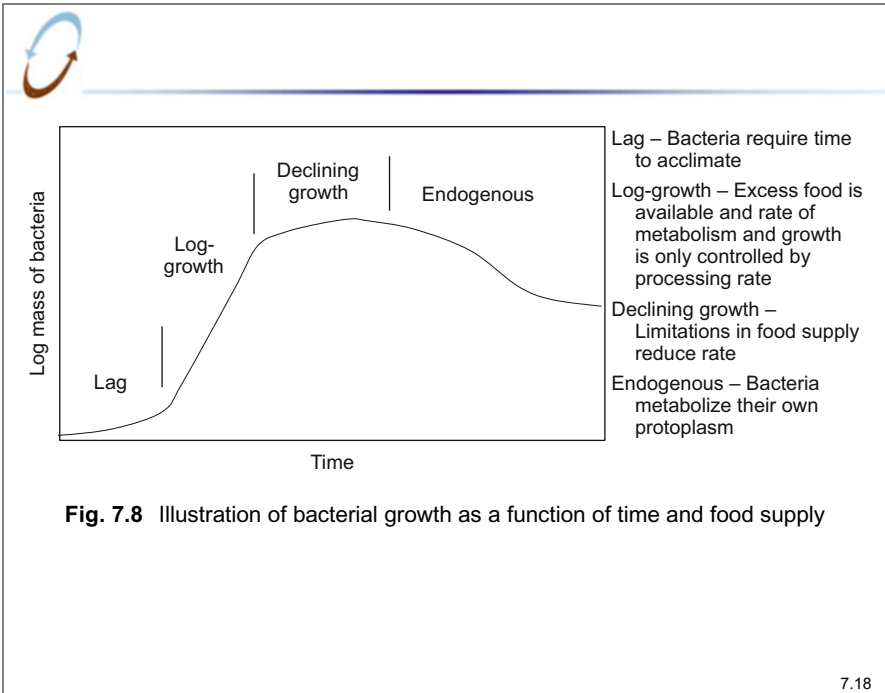 Log mass of bacteria
Lag
Log-
growth
Declining
growth
Endogenous
Time
Lag – Bacteria require time
to acclimate
Log-growth – Excess food is
available and rate of
metabolism and growth
is only controlled by
processing rate
Declining growth –
Limitations in food supply
reduce rate
Endogenous – Bacteria
metabolize their own
protoplasm
Fig. 7.8 Illustration of bacterial growth as a function of time and food supply
7.18